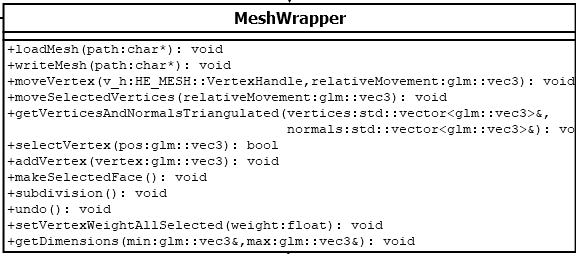 MeshWrapper
+loadMesh(path:char*): void
+writeMesh(path:char*): void
+moveVertex(v_h:HE_MESH::VertexHandle,relativeMovement:glm::vec3): void
+moveSelectedVertices(relativeMovement:glm::vec3): void
+getVerticesAndNormalsTriangulated(vertices:std::vector<glm::vec3>&,
normals:std::vector<glm::vec3>&): vo
+selectVertex(pos:glm::vec3): bool
+addVertex(vertex:glm::vec3): void
+makeSelectedFace(): void
+subdivision(): void
+undo(): void
+setVertexWeightAllSelected(weight:float): void
+getDimensions(min:glm::vec3&,max:glm::vec3&): void